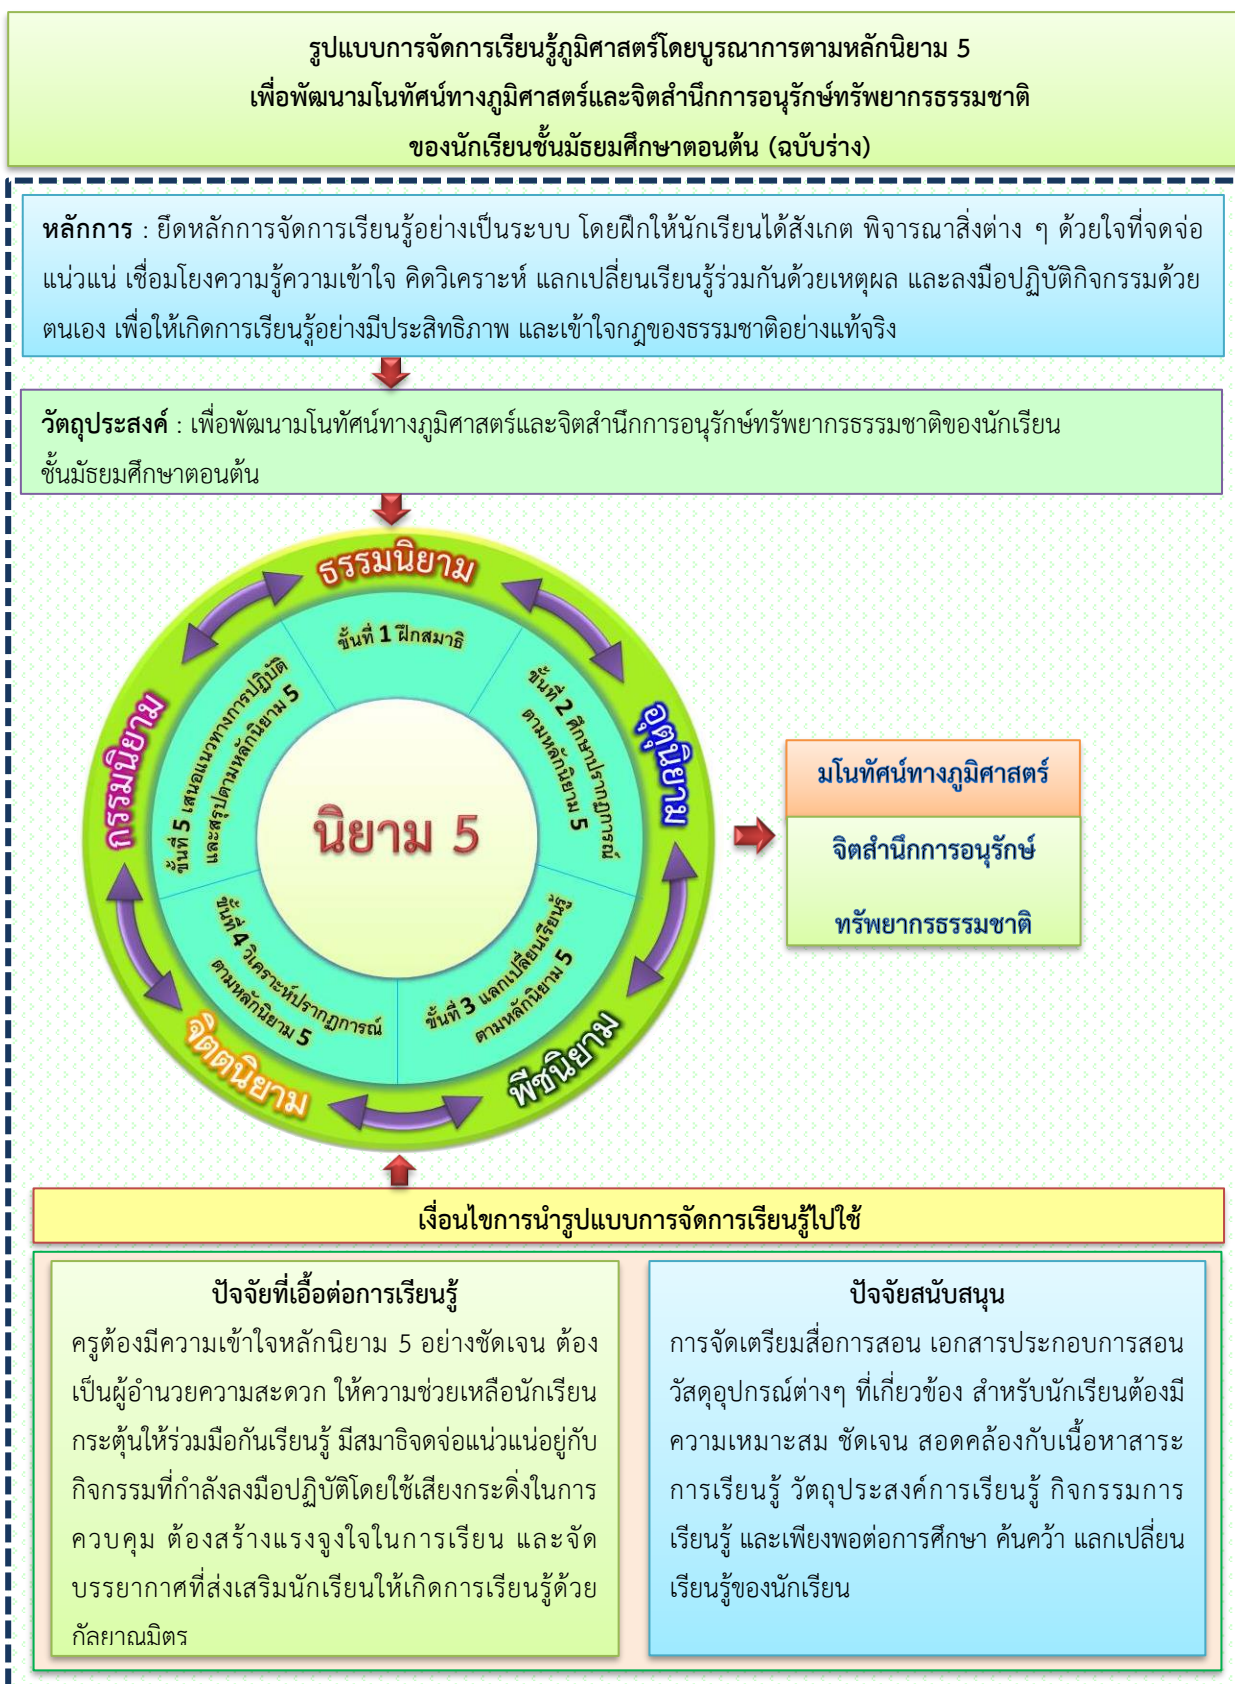 รูปแบบการจัดการเรียนรู้ภูมิศาสตร์โดยบูรณาการตามหลักนิยาม 5
เพื่อพัฒนามโนทัศน์ทางภูมิศาสตร์และจิตสำนึกการอนุรักษ์ทรัพยากรธรรมชาติ
ของนักเรียนชั้นมัธยมศึกษาตอนต้น (ฉบับร่าง)
หลักการ : ยึดหลักการจัดการเรียนรู้อย่างเป็นระบบ โดยฝึกให้นักเรียนได้สังเกต พิจารณาสิ่งต่าง ๆ ด้วยใจที่จดจ่อ
แน่วแน่ เชื่อมโยงความรู้ความเข้าใจ คิดวิเคราะห์ แลกเปลี่ยนเรียนรู้ร่วมกันด้วยเหตุผล และลงมือปฏิบัติกิจกรรมด้วย
ตนเอง เพื่อให้เกิดการเรียนรู้อย่างมีประสิทธิภาพ และเข้าใจกฎของธรรมชาติอย่างแท้จริง
วัตถุประสงค์ : เพื่อพัฒนามโนทัศน์ทางภูมิศาสตร์และจิตสำนึกการอนุรักษ์ทรัพยากรธรรมชาติของนักเรียน
ชั้นมัธยมศึกษาตอนต้น
ธรรมนิยาม
อุตุนิยาม
พีชนิยาม
จิตตนิยาม
กรรมนิยาม
ขั้นที่ 1 ฝึกสมาธิ
ขั้นที่ 2 ศึกษาปรากฏการณ์
ตามหลักนิยาม 5
ขั้นที่ 3 แลกเปลี่ยนเรียนรู้
ตามหลักนิยาม 5
ขั้นที่ 4 วิเคราะห์ปรากฏการณ์
ตามหลักนิยาม 5
ขั้นที่ 5 เสนอแนวทางการปฏิบัติ
และสรุปตามหลักนิยาม 5
นิยาม 5
มโนทัศน์ทางภูมิศาสตร์
จิตสำนึกการอนุรักษ์
ทรัพยากรธรรมชาติ
เงื่อนไขการนำรูปแบบการจัดการเรียนรู้ไปใช้
ปัจจัยที่เอื้อต่อการเรียนรู้
ครูต้องมีความเข้าใจหลักนิยาม 5 อย่างชัดเจน ต้อง
เป็นผู้อำนวยความสะดวก ให้ความช่วยเหลือนักเรียน
กระตุ้นให้ร่วมมือกันเรียนรู้ มีสมาธิจดจ่อแน่วแน่อยู่กับ
กิจกรรมที่กำลังลงมือปฏิบัติโดยใช้เสียงกระดิ่งในการ
ควบคุม ต้องสร้างแรงจูงใจในการเรียน และจัด
บรรยากาศที่ส่งเสริมนักเรียนให้เกิดการเรียนรู้ด้วย
กัลยาณมิตร
ปัจจัยสนับสนุน
การจัดเตรียมสื่อการสอน เอกสารประกอบการสอน
วัสดุอุปกรณ์ต่างๆ ที่เกี่ยวข้อง สำหรับนักเรียนต้องมี
ความเหมาะสม ชัดเจน สอดคล้องกับเนื้อหาสาระ
การเรียนรู้ วัตถุประสงค์การเรียนรู้ กิจกรรมการ
เรียนรู้ และเพียงพอต่อการศึกษา ค้นคว้า แลกเปลี่ยน
เรียนรู้ของนักเรียน